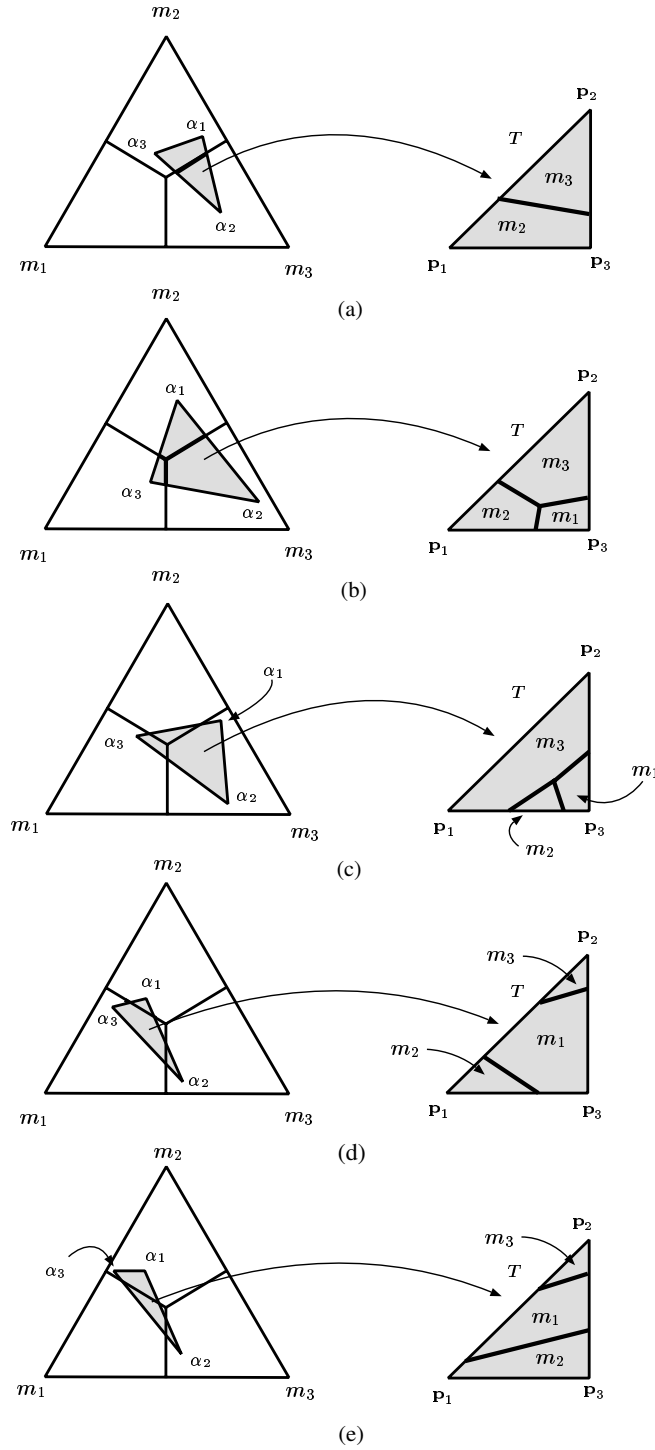 m₂
α₃ α₁
α₂
m₁ m₃
T
p₂
m₃
m₂
p₁ p₃
(a)
m₂
α₁
α₃
α₂
m₁ m₃
T
p₂
m₃
m₂ m₁
p₁ p₃
(b)
m₂
α₁
α₃
α₂
m₁ m₃
T
p₂
m₃
m₁
p₁ p₃
m₂
(c)
m₂
α₁
α₃
α₂
m₁ m₃
p₂
m₃
T
m₁
m₂
p₁ p₃
(d)
m₂
α₁
α₃
α₂
m₁ m₃
p₂
m₃
T
m₁
m₂
p₁ p₃
(e)